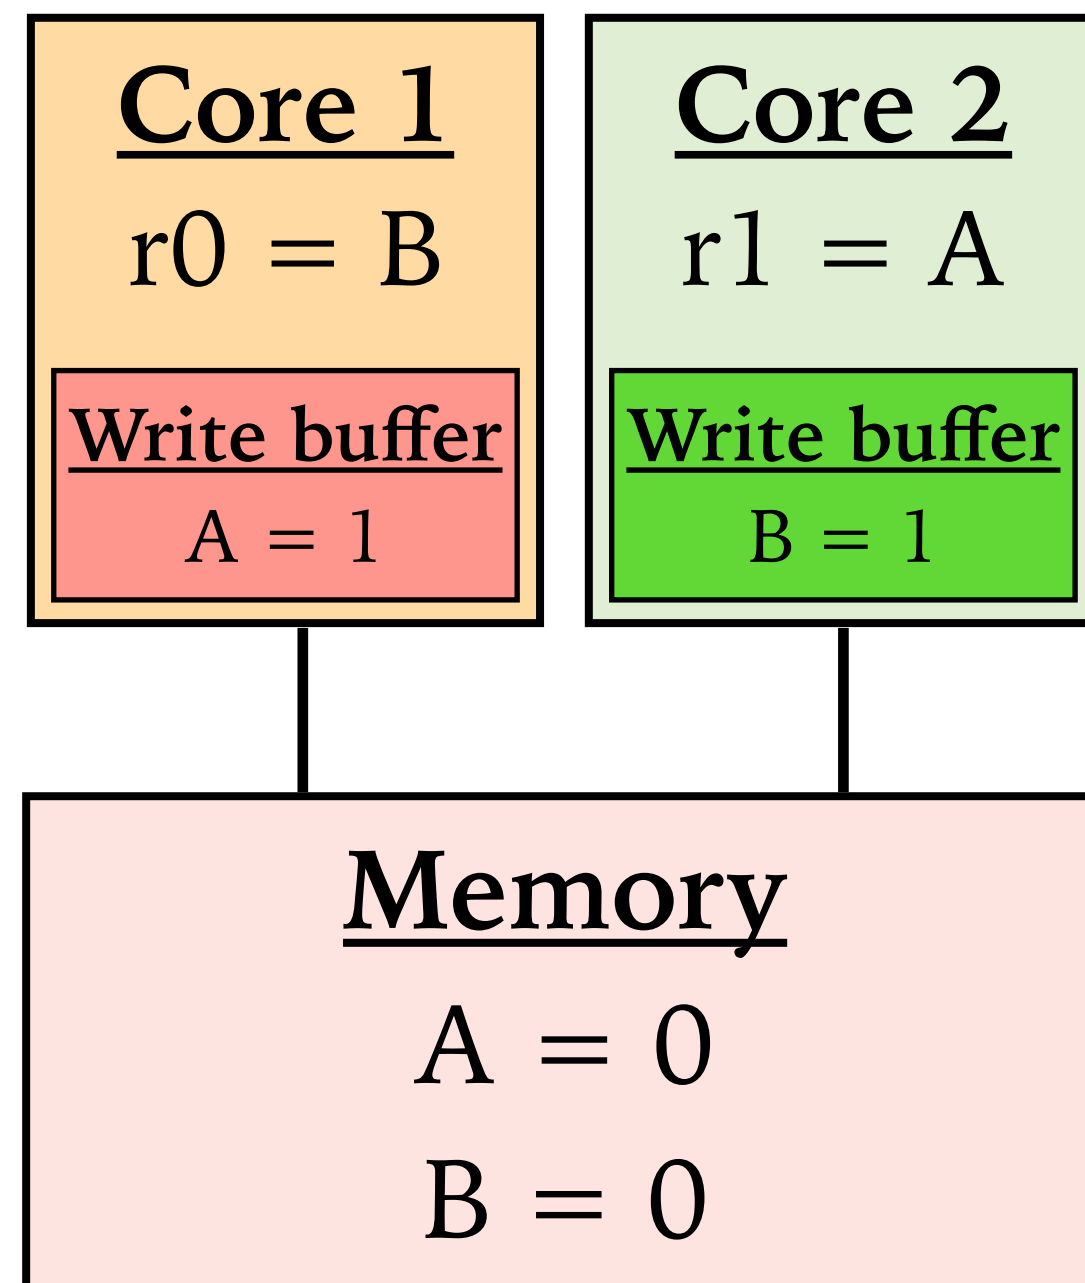 Core 1
r0 = B
Write buffer
A = 1
Core 2
r1 = A
Write buffer
B = 1
Memory
A = 0
B = 0